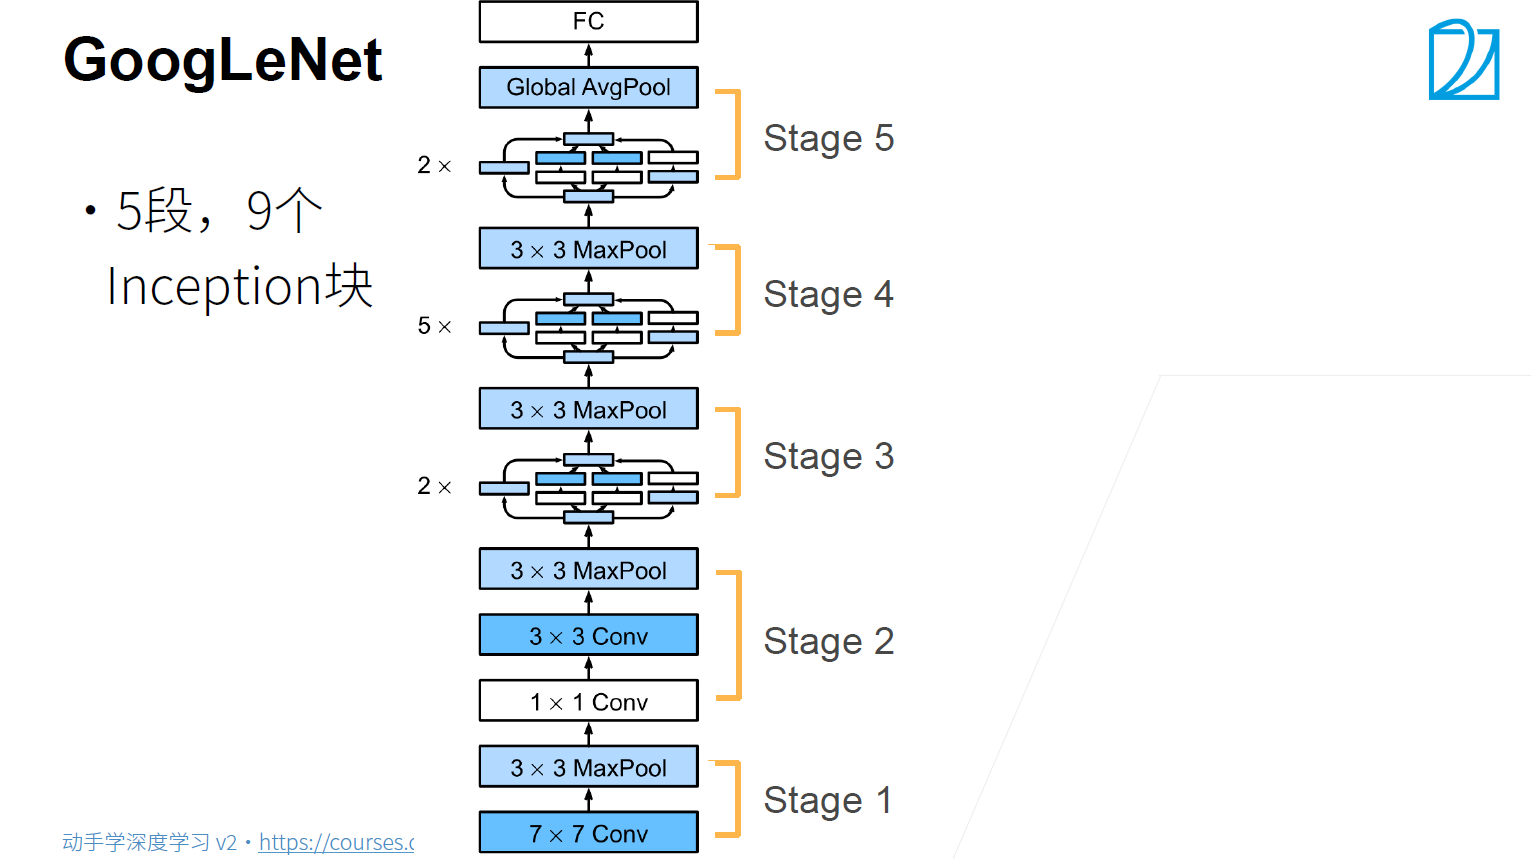 GoogLeNet
• 5段，9个
Inception块
FC
Global AvgPool
2 ×
Stage 5
3 × 3 MaxPool
5 ×
Stage 4
3 × 3 MaxPool
2 ×
Stage 3
3 × 3 MaxPool
3 × 3 Conv
1 × 1 Conv
Stage 2
3 × 3 MaxPool
7 × 7 Conv
Stage 1
动手学深度学习 v2 • https://courses.